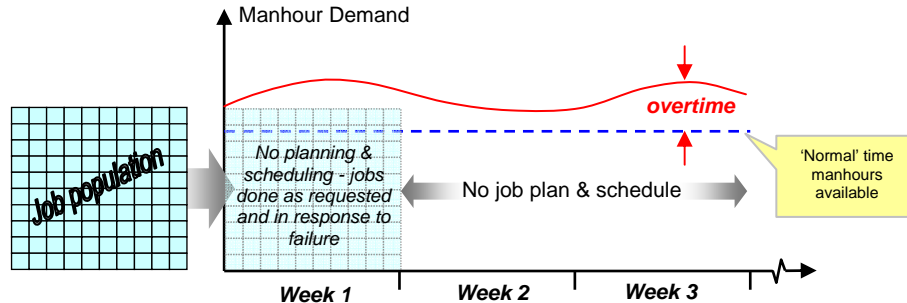 Manhour Demand
overtime
Job population
No planning &
scheduling - jobs
done as requested
and in response to
failure
No job plan & schedule
'Normal' time
manhours
available
Week 1
Week 2
Week 3